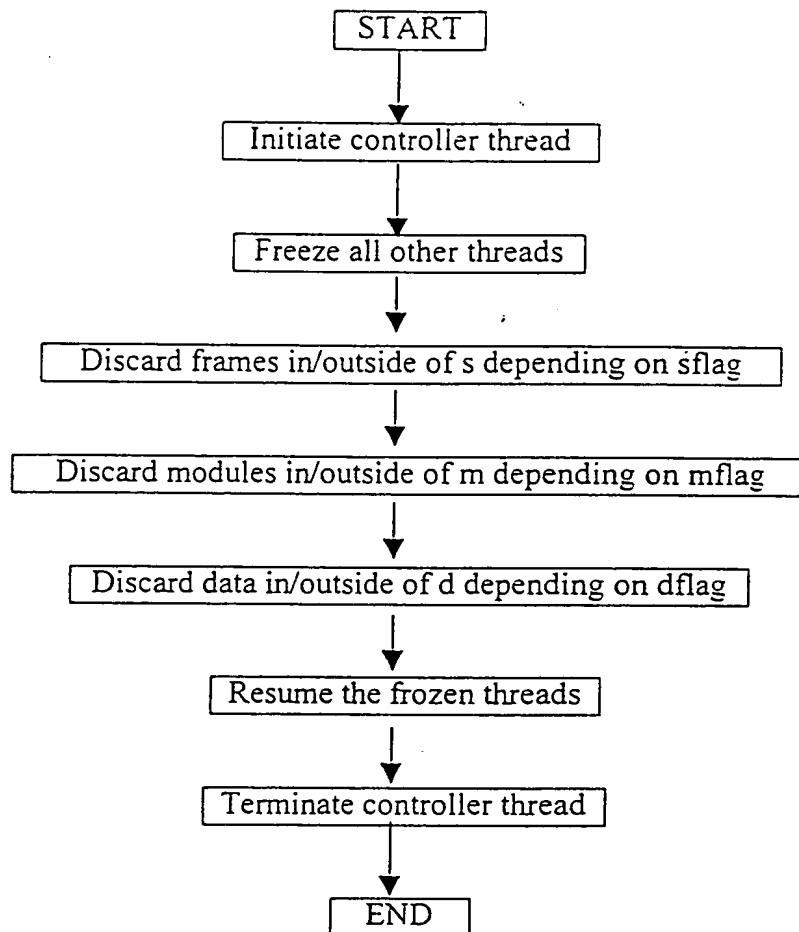 START
Initiate controller thread
Freeze all other threads
Discard frames in/outside of s depending on sflag
Discard modules in/outside of m depending on mflag
Discard data in/outside of d depending on dflag
Resume the frozen threads
Terminate controller thread
END